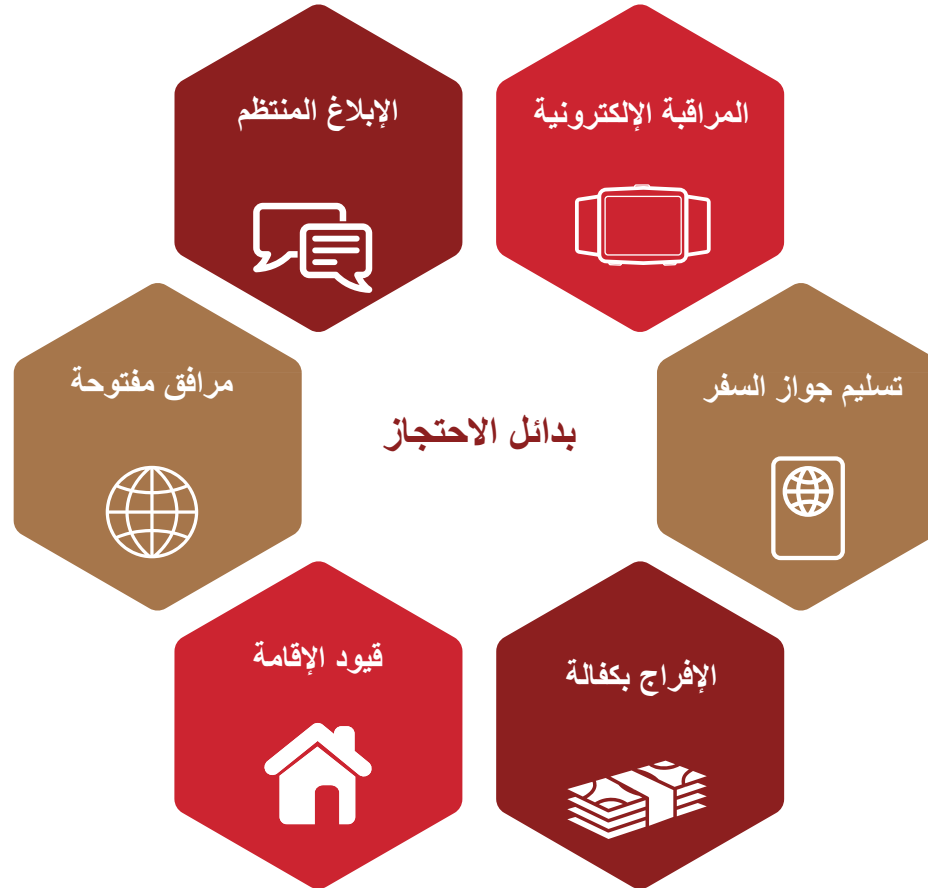 المراقبة الإلكترونية
الإبلاغ المنتظم
تسليم جواز السفر
مرافق مفتوحة
بدائل الاحتجاز
الإفراج بكفالة
قيود الإقامة